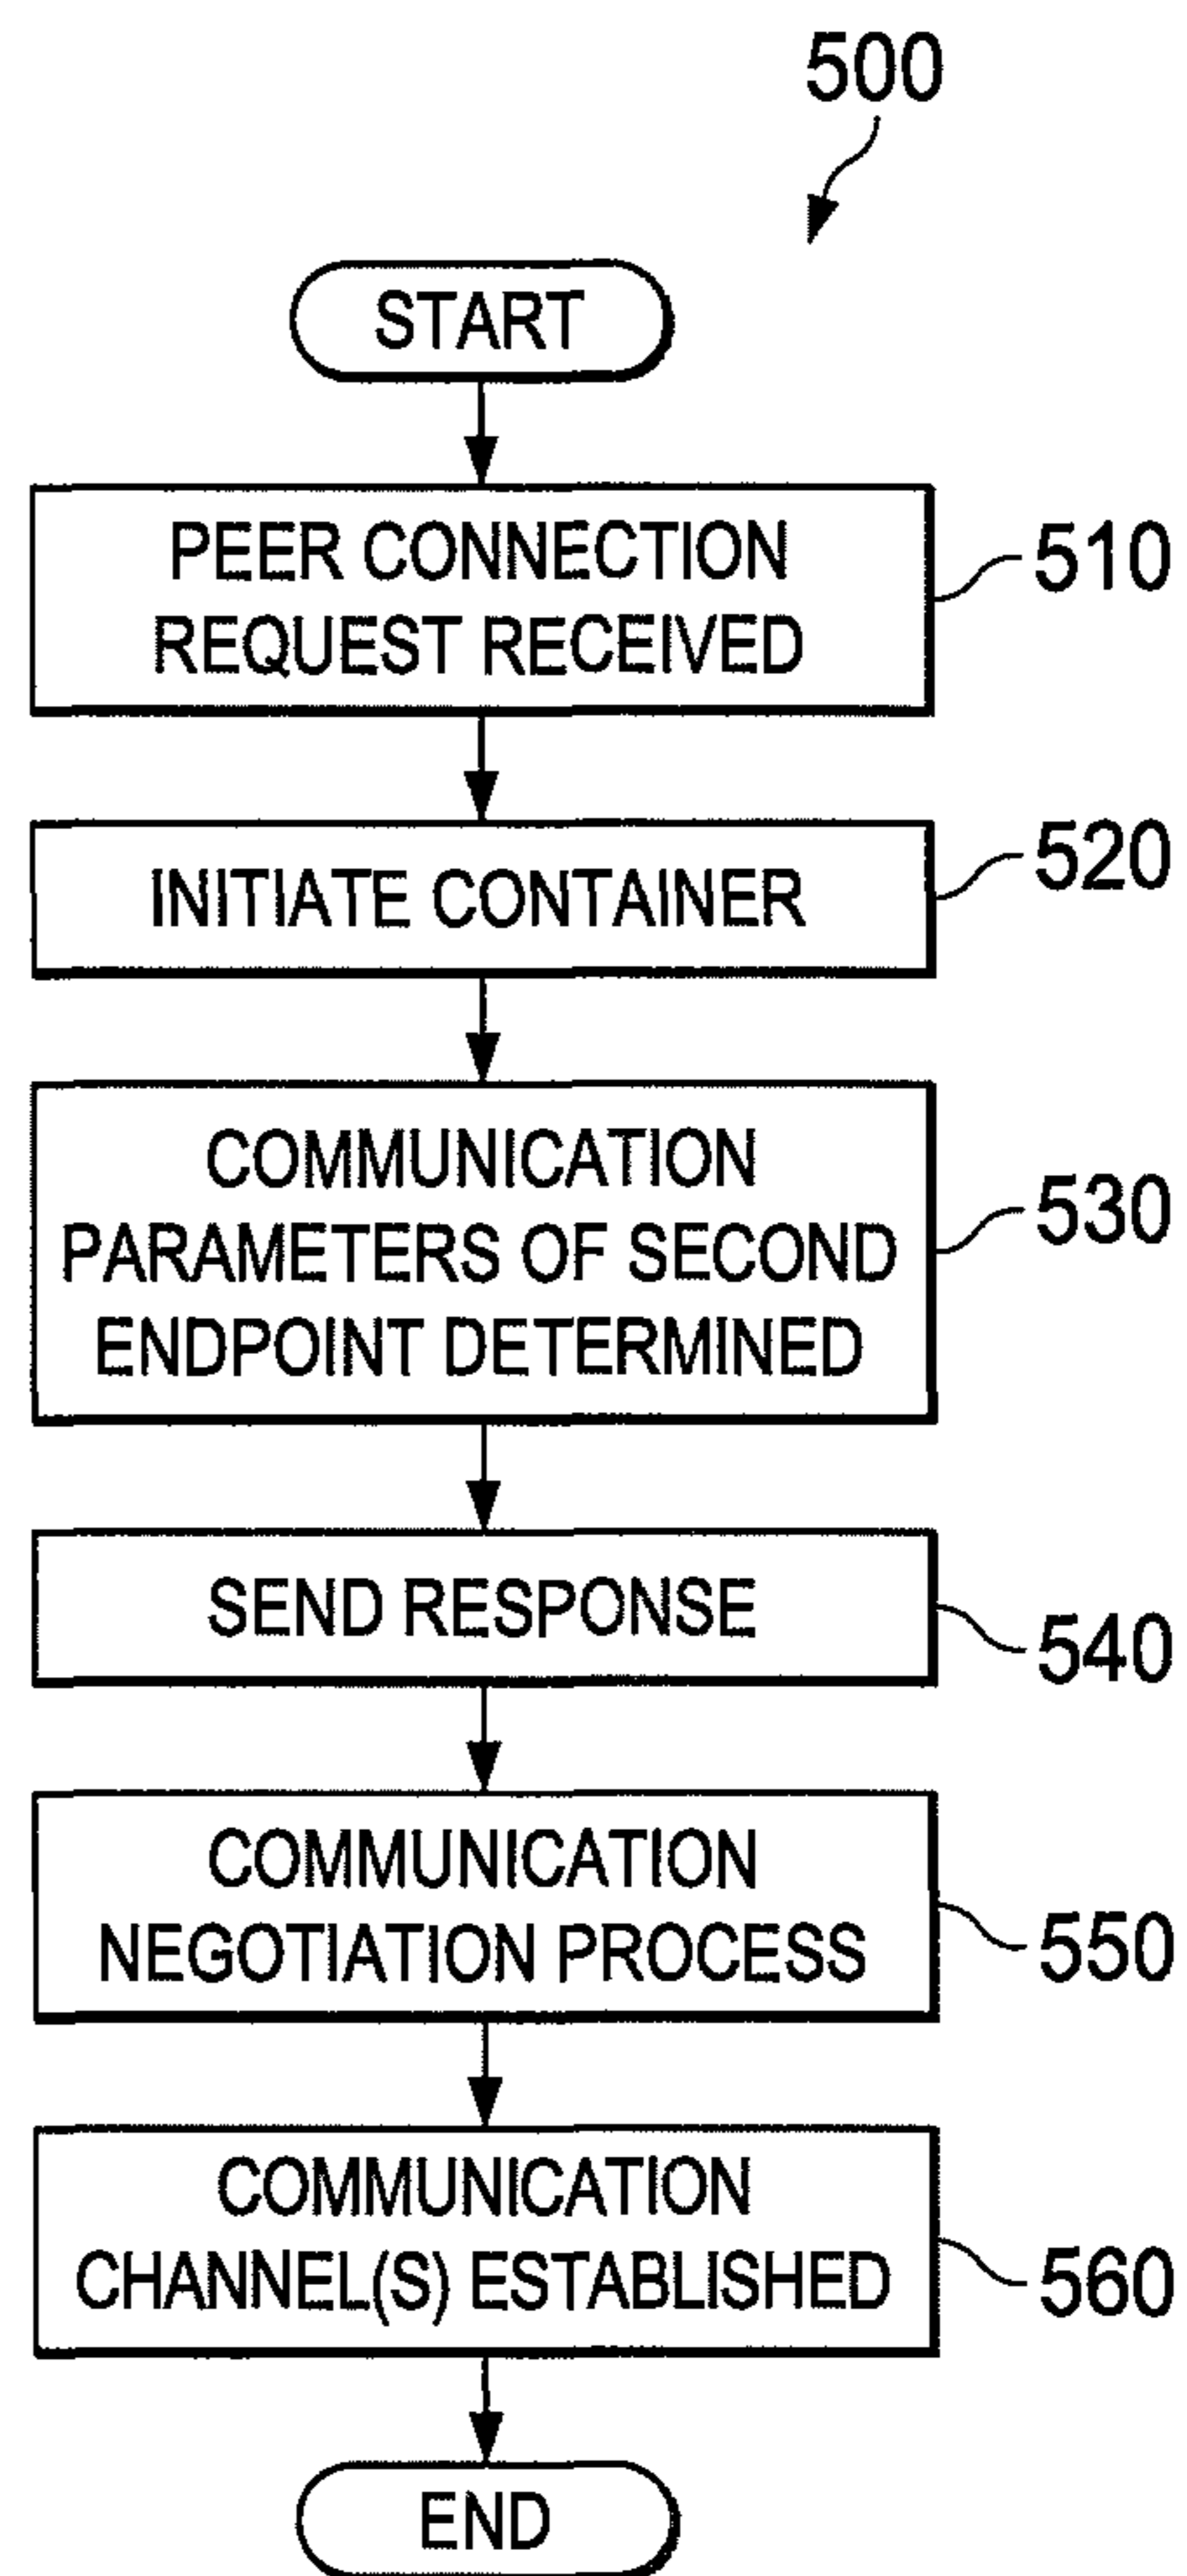 500
START
PEER CONNECTION
REQUEST RECEIVED
510
INITIATE CONTAINER
520
COMMUNICATION
PARAMETERS OF SECOND
ENDPOINT DETERMINED
530
SEND RESPONSE
540
COMMUNICATION
NEGOTIATION PROCESS
550
COMMUNICATION
CHANNEL(S) ESTABLISHED
560
END